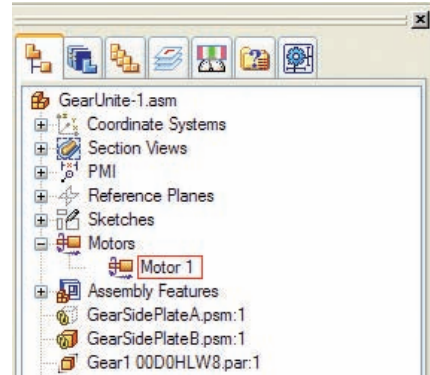 GearUnite-1.asm
Coordinate Systems
Section Views
PMI
Reference Planes
Sketches
Motors
Motor 1
Assembly Features
GearSidePlateA.psm:1
GearSidePlateB.psm:1
Gear1 00D0HLW8.par:1